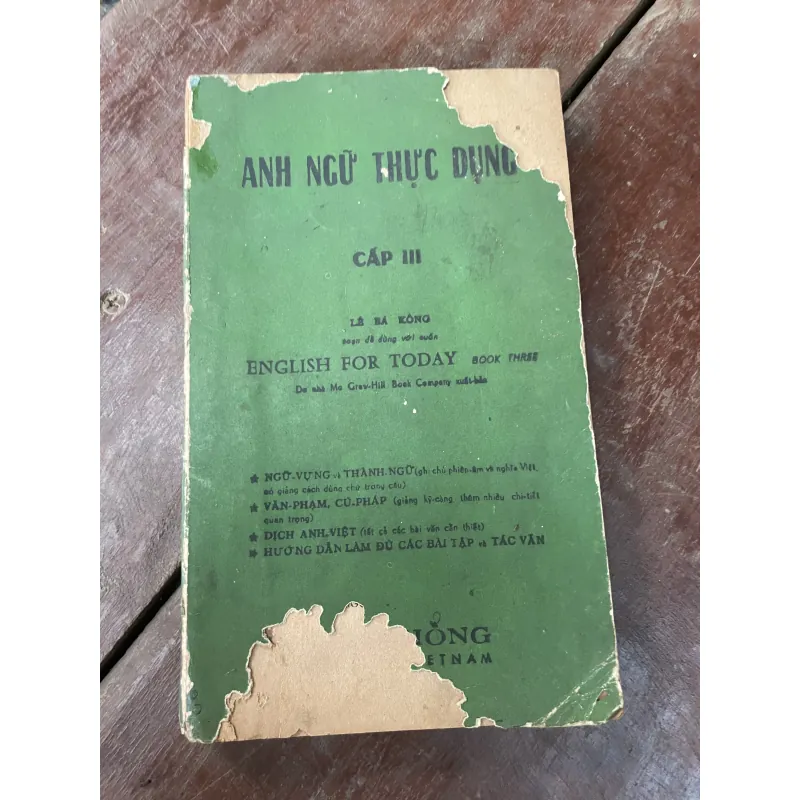 ANH NGỮ THỰC DỤNG
CẤP III
LÊ BÁ KÔNG
soạn để dùng với cuốn
ENGLISH FOR TODAY BOOK THREE
Do nhà Mc Graw-Hill Book Company xuất-bản
★ NGỮ-VỰNG và THÀNH-NGỮ (ghi chú phiên-âm và nghĩa Việt,
có giảng cách dùng chữ trong câu)
★ VĂN-PHẠM, CÚ-PHÁP (giảng kỹ-càng thêm nhiều chi-tiết
quan trọng)
★ DỊCH ANH-VIỆT (tất cả các bài văn cần thiết)
★ HƯỚNG DẪN LÀM ĐỦ CÁC BÀI TẬP và TÁC VĂN
HỒNG
ETNAM